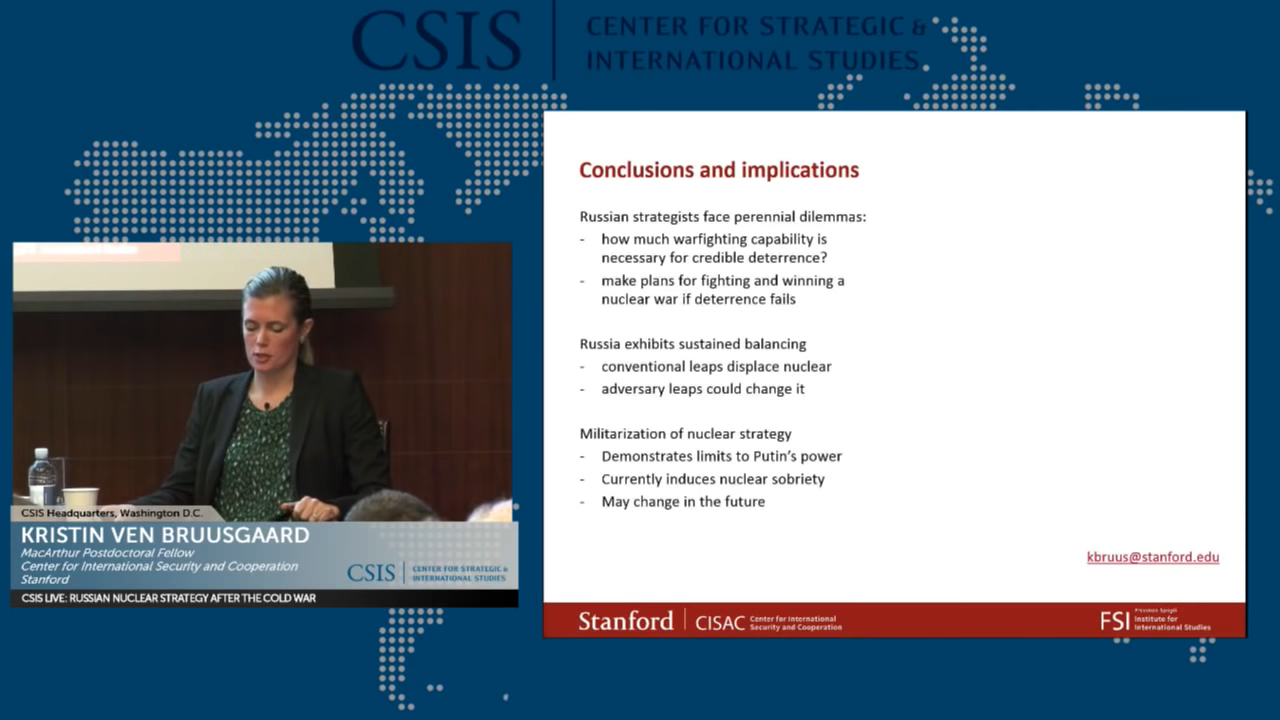 CSIS
CENTER FOR STRATEGIC &
INTERNATIONAL STUDIES
Conclusions and implications
Russian strategists face perennial dilemmas:
- how much warfighting capability is
necessary for credible deterrence?
- make plans for fighting and winning a
nuclear war if deterrence fails
Russia exhibits sustained balancing
- conventional leaps displace nuclear
- adversary leaps could change it
Militarization of nuclear strategy
- Demonstrates limits to Putin's power
- Currently induces nuclear sobriety
- May change in the future
kbruus@stanford.edu
Stanford
CISAC
Center for International
Security and Cooperation
FSI
Institute for
International Studies
CSIS Headquarters, Washington D.C.
KRISTIN VEN BRUUSGAARD
MacArthur Postdoctoral Fellow
Center for International Security and Cooperation
Stanford
CSIS
CENTER FOR STRATEGIC &
INTERNATIONAL STUDIES
CSIS LIVE: RUSSIAN NUCLEAR STRATEGY AFTER THE COLD WAR